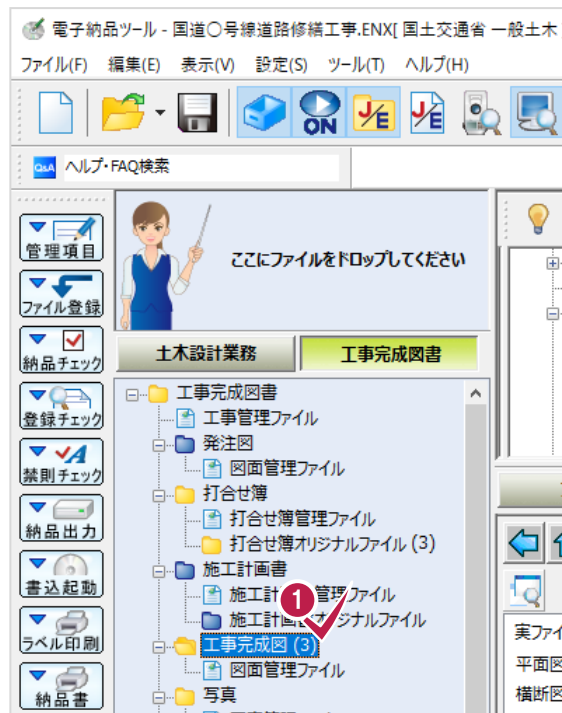 電子納品ツール - 国道〇号線道路修繕工事.ENX[ 国土交通省 一般土木
ファイル(F) 編集(E) 表示(V) 設定(S) ツール(T) ヘルプ(H)
ON J/E J/E
Q&A ヘルプ・FAQ検索
管理項目
ファイル登録
納品チェック
登録チェック
禁則チェック
納品出力
書込起動
ラベル印刷
納品書
ここにファイルをドロップしてください
土木設計業務 工事完成図書
工事完成図書
工事管理ファイル
発注図
図面管理ファイル
打合せ簿
打合せ簿管理ファイル
打合せ簿オリジナルファイル (3)
施工計画書
施工計 1 管理ファイル
施工計画書オリジナルファイル
工事完成図 (3)
図面管理ファイル
写真
実ファイ
平面図
横断図